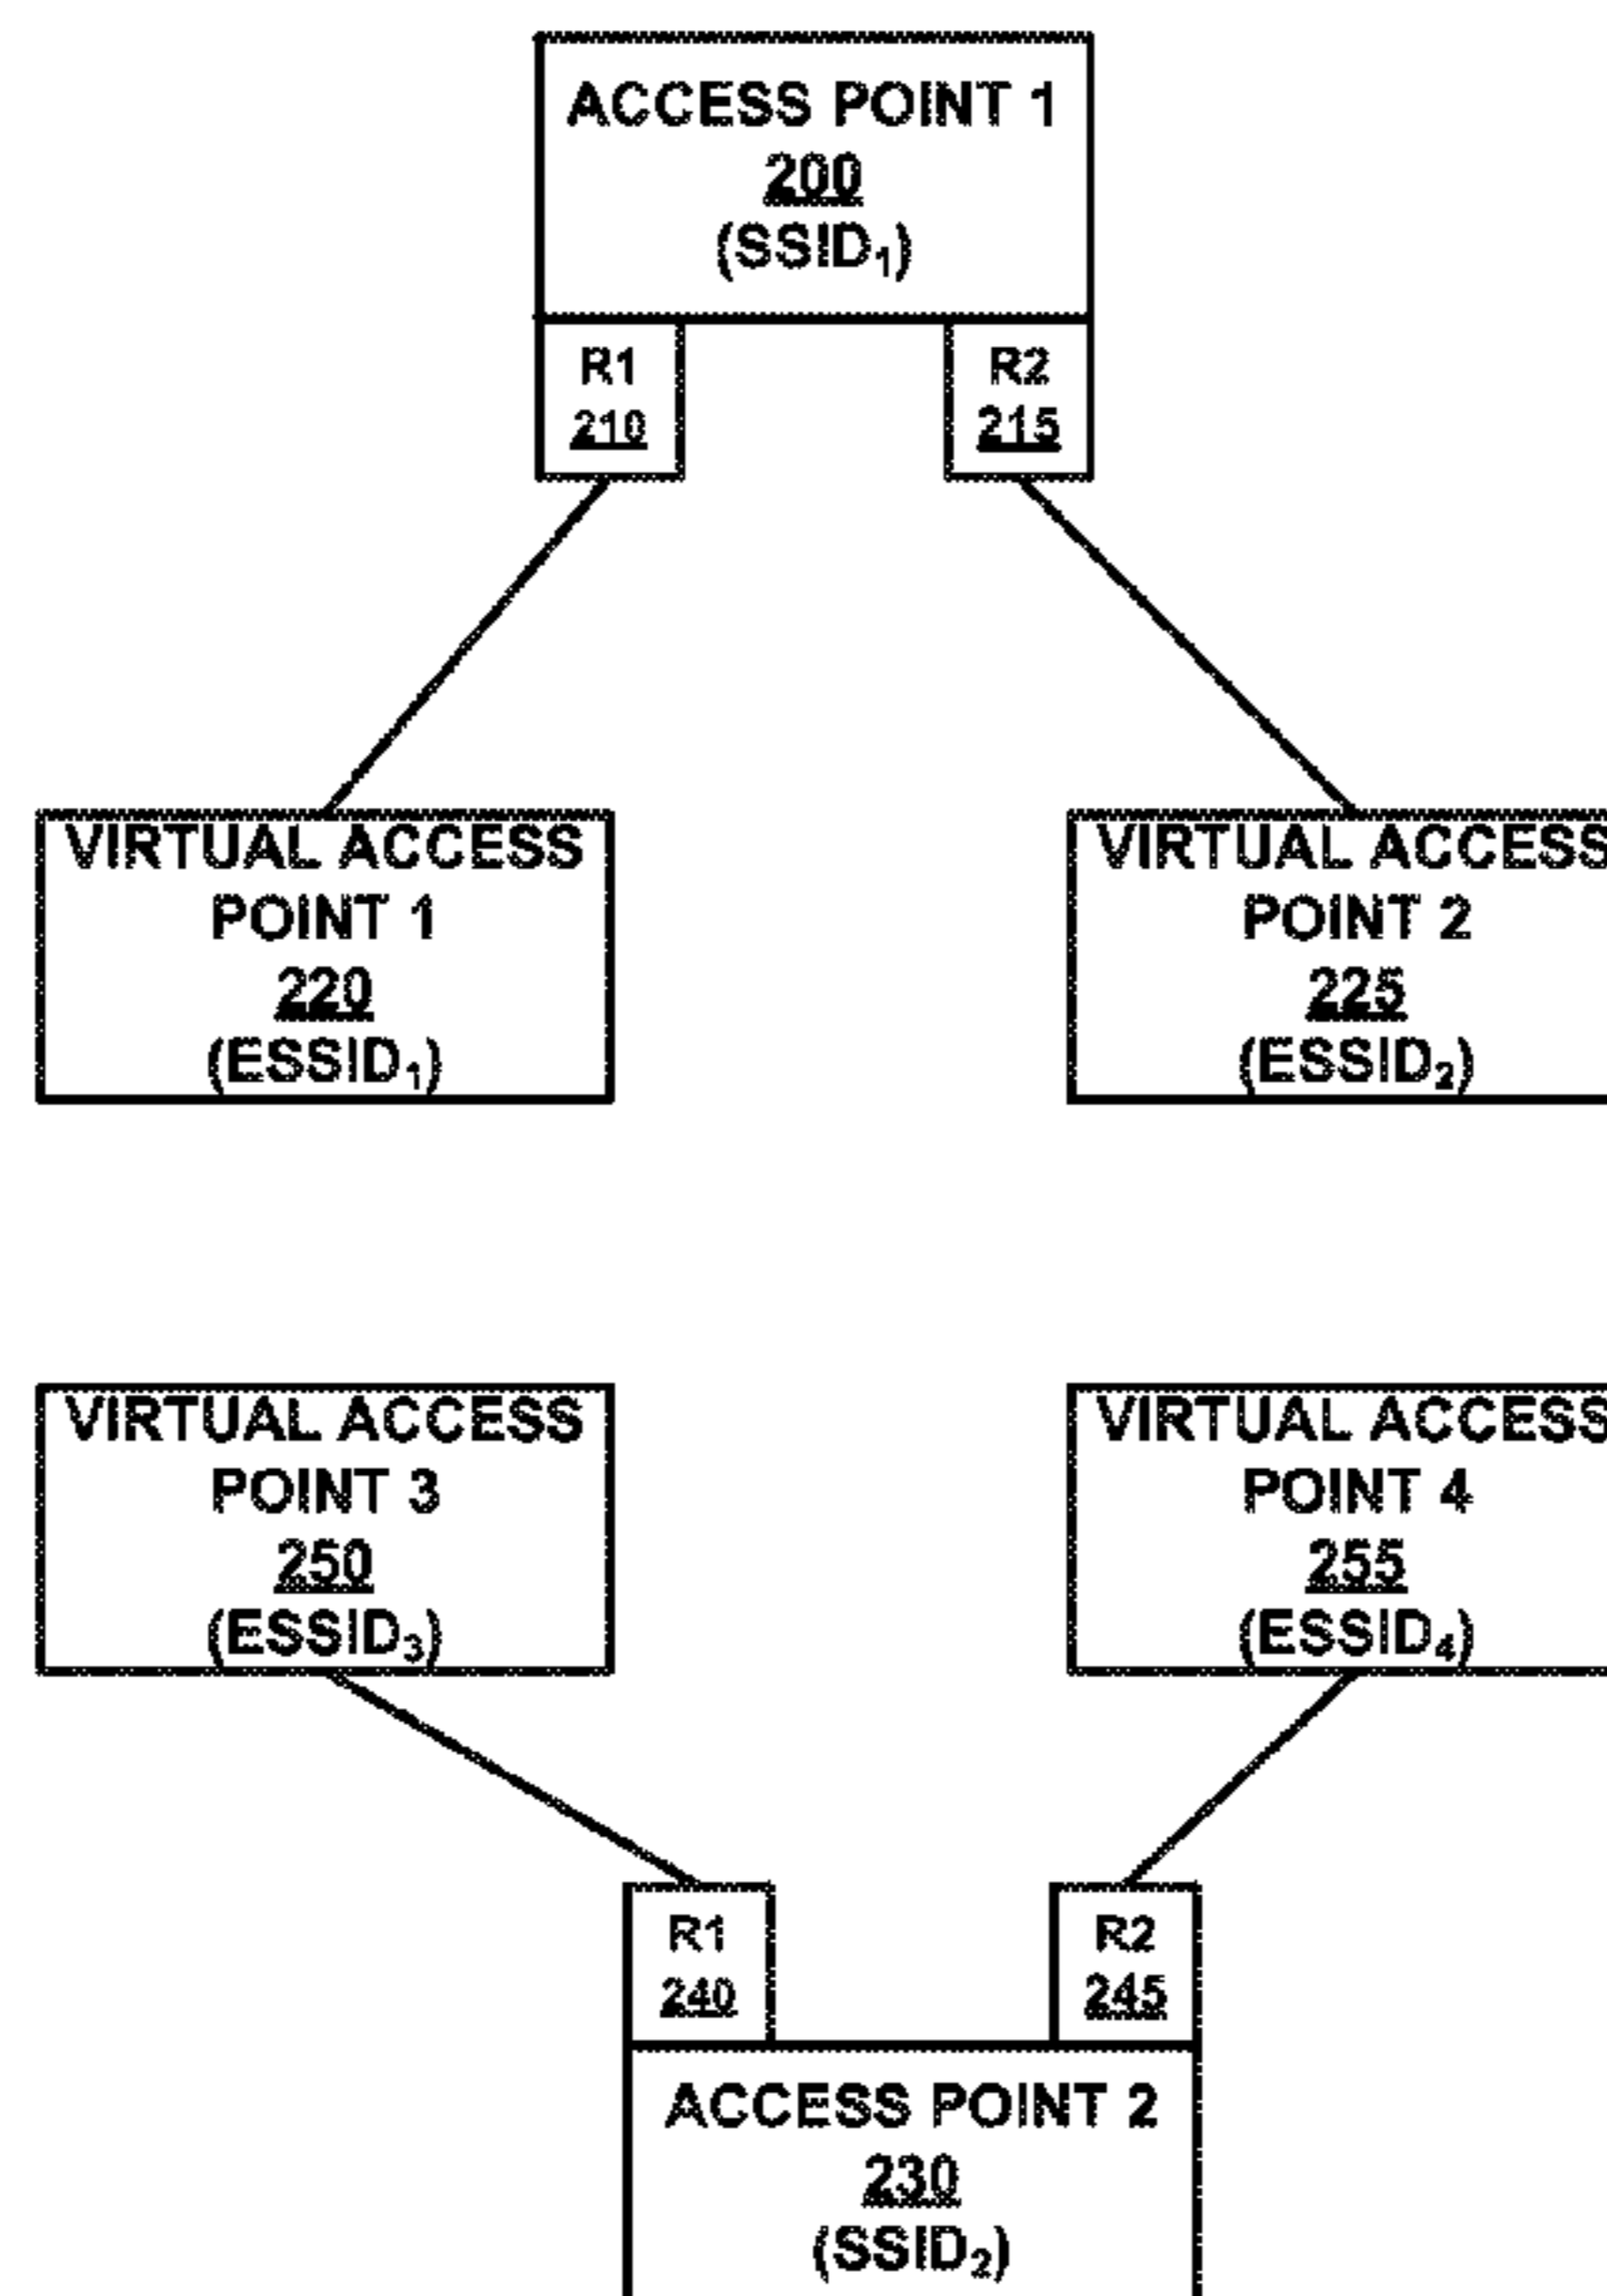 ACCESS POINT 1
200
(SSID₁)
R1
210
R2
215
VIRTUAL ACCESS
POINT 1
220
(ESSID₁)
VIRTUAL ACCESS
POINT 2
225
(ESSID₂)
VIRTUAL ACCESS
POINT 3
250
(ESSID₃)
VIRTUAL ACCESS
POINT 4
255
(ESSID₄)
R1
240
R2
245
ACCESS POINT 2
230
(SSID₂)